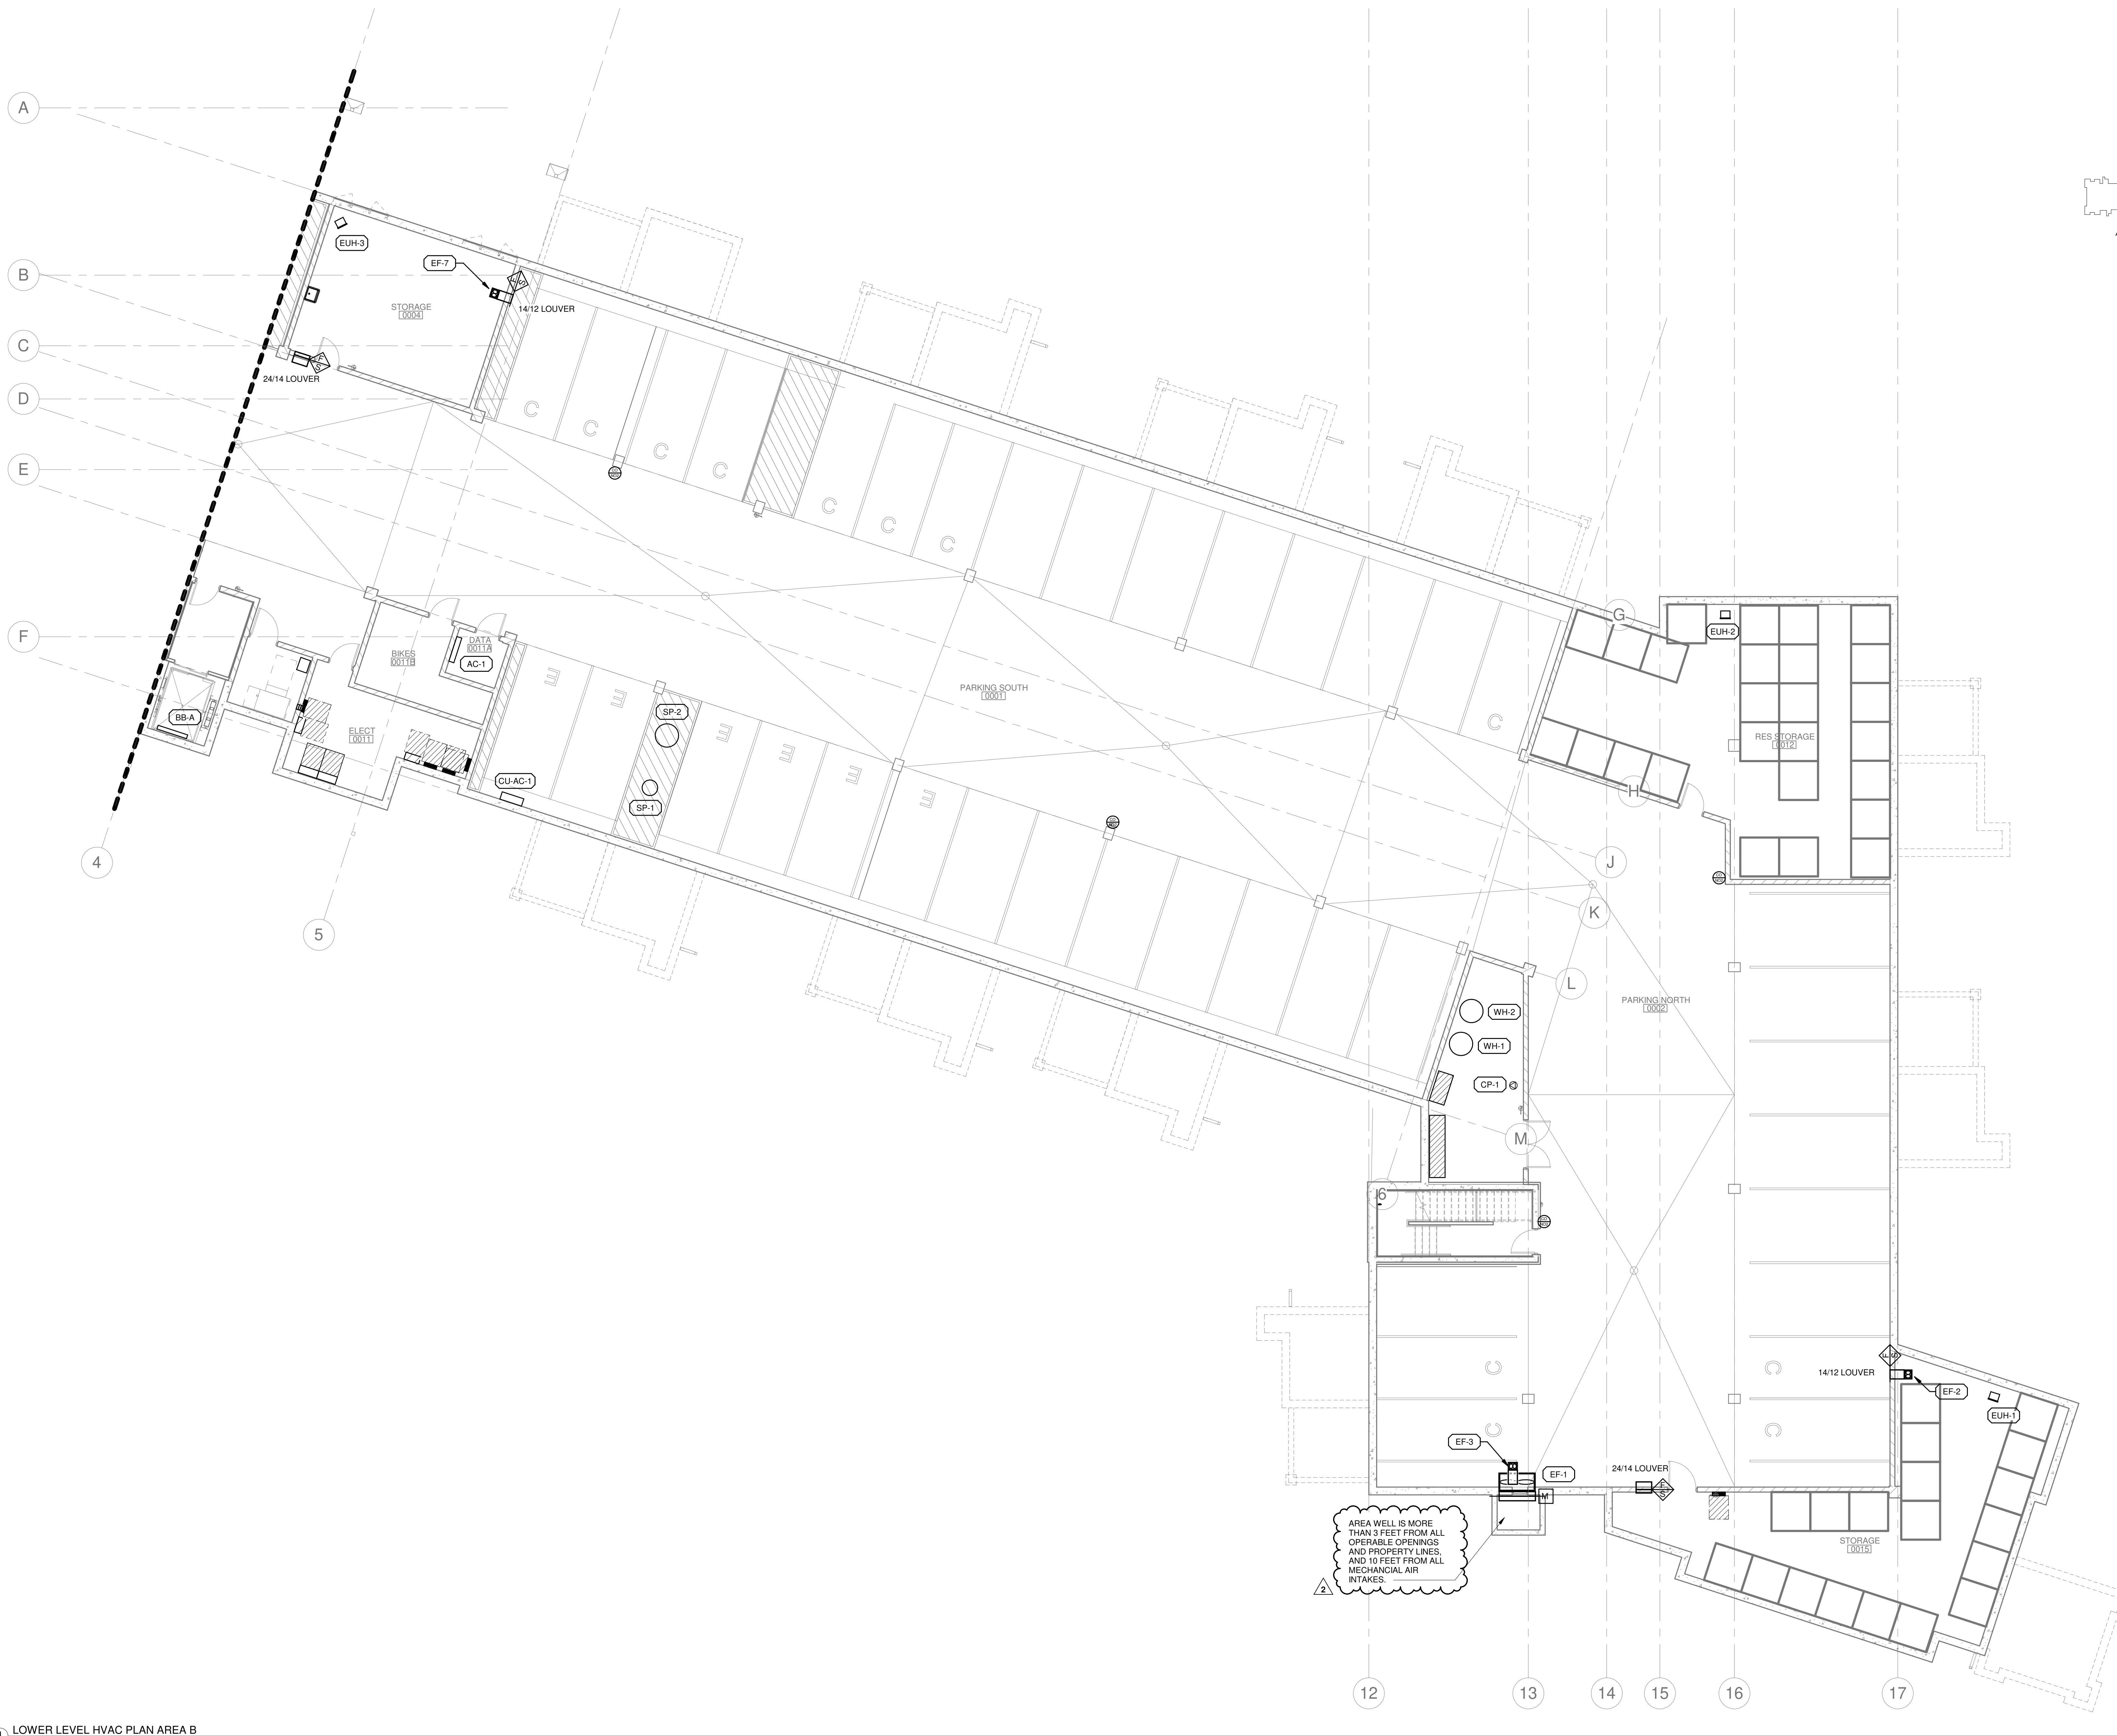 A
B
C
D
E
F
EUH-3
EF-7
F
S
STORAGE
0004
14/12 LOUVER
F
S
24/14 LOUVER
C
C
C
C
C
C
C
C
DATA
0011A
AC-1
BIKES
0011B
BB-A
ELECT
0011
CU-AC-1
E
E
E
E
E
E
SP-2
SP-1
PARKING SOUTH
0001
4
5
G
EUH-2
RES STORAGE
0012
H
J
K
L
PARKING NORTH
0002
WH-2
WH-1
CP-1
M
6
C
C
C
C
F
S
14/12 LOUVER
EF-2
EUH-1
EF-3
EF-1
M
24/14 LOUVER
F
S
STORAGE
0015
AREA WELL IS MORE
THAN 3 FEET FROM ALL
OPERABLE OPENINGS
AND PROPERTY LINES,
AND 10 FEET FROM ALL
MECHANCIAL AIR
INTAKES.
2
12
13
14
15
16
17
LOWER LEVEL HVAC PLAN AREA B